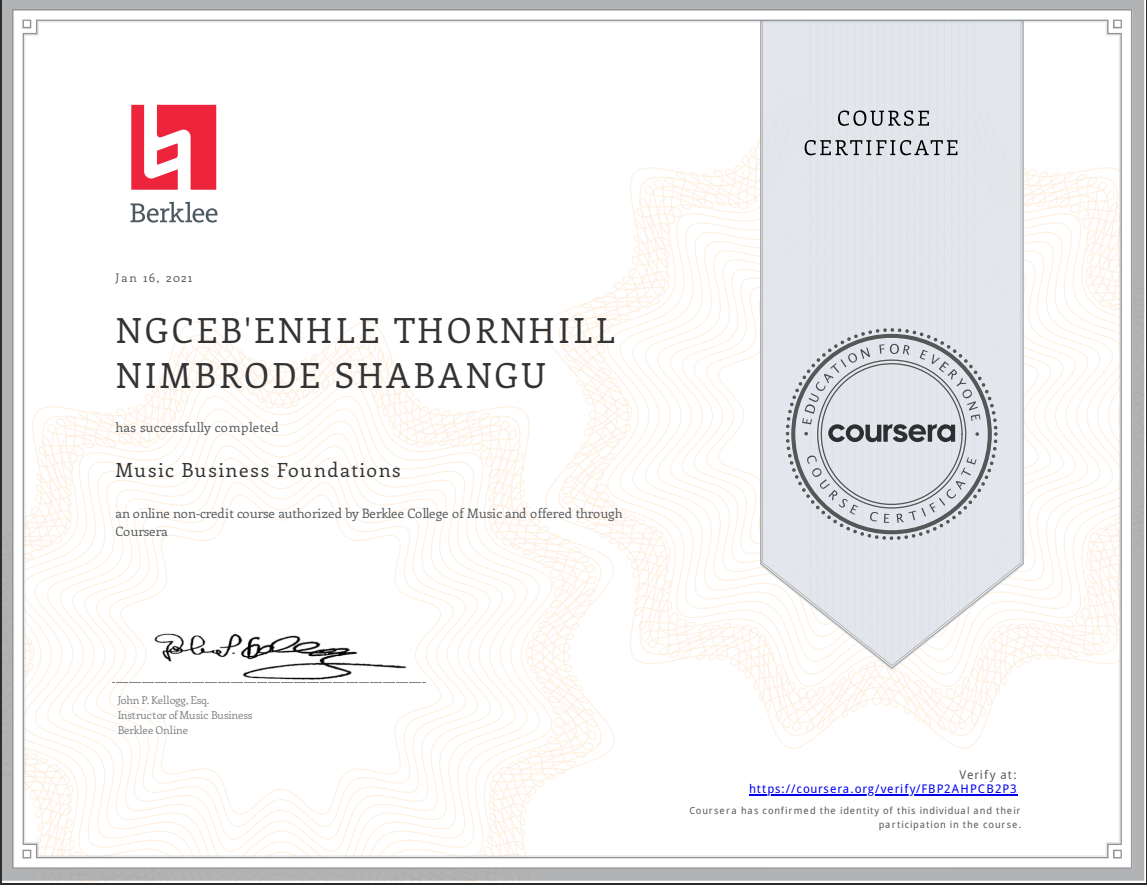 Berklee
Jan 16, 2021
NGCEB'ENHLE THORNHILL
NIMBRODE SHABANGU
has successfully completed
Music Business Foundations
an online non-credit course authorized by Berklee College of Music and offered through
Coursera
John P. Kellogg, Esq.
Instructor of Music Business
Berklee Online
COURSE
CERTIFICATE
EDUCATION FOR EVERYONE
coursera
COURSE CERTIFICATE
Verify at:
https://coursera.org/verify/FBP2AHPCB2P3
Coursera has confirmed the identity of this individual and their
participation in the course.